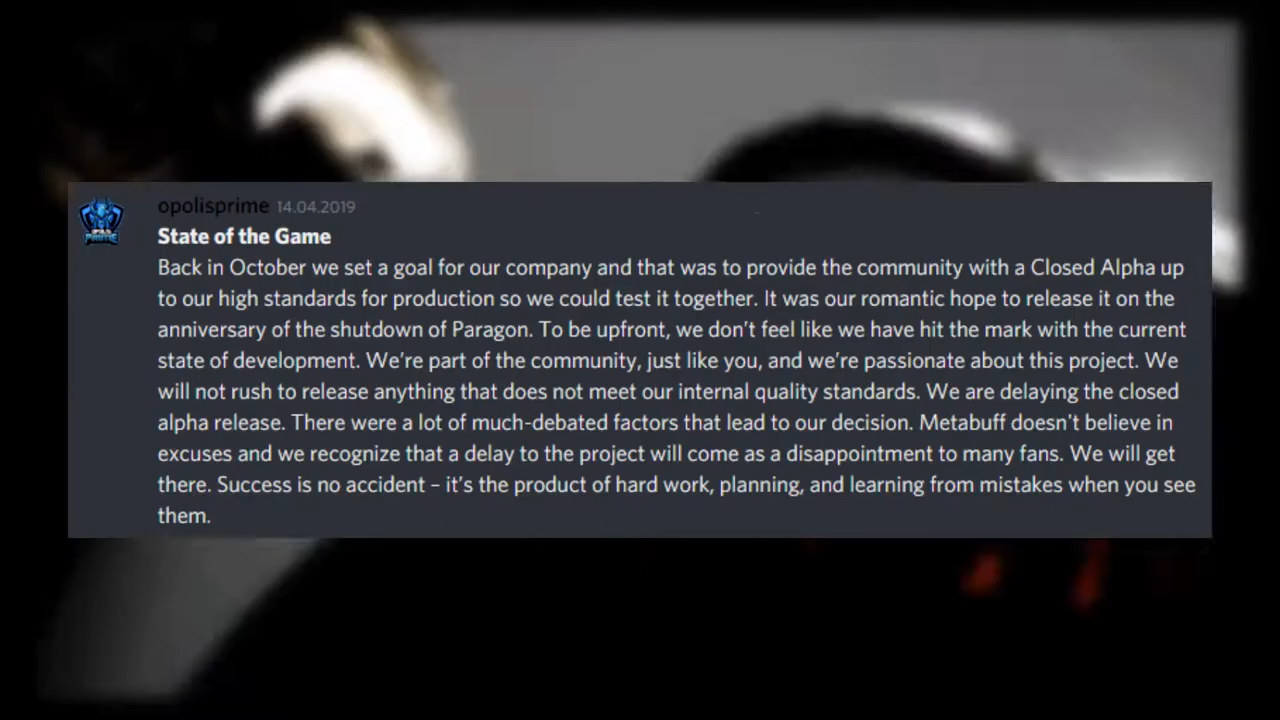 opolisprime 14.04.2019
State of the Game
Back in October we set a goal for our company and that was to provide the community with a Closed Alpha up
to our high standards for production so we could test it together. It was our romantic hope to release it on the
anniversary of the shutdown of Paragon. To be upfront, we don't feel like we have hit the mark with the current
state of development. We're part of the community, just like you, and we're passionate about this project. We
will not rush to release anything that does not meet our internal quality standards. We are delaying the closed
alpha release. There were a lot of much-debated factors that lead to our decision. Metabuff doesn't believe in
excuses and we recognize that a delay to the project will come as a disappointment to many fans. We will get
there. Success is no accident – it's the product of hard work, planning, and learning from mistakes when you see
them.